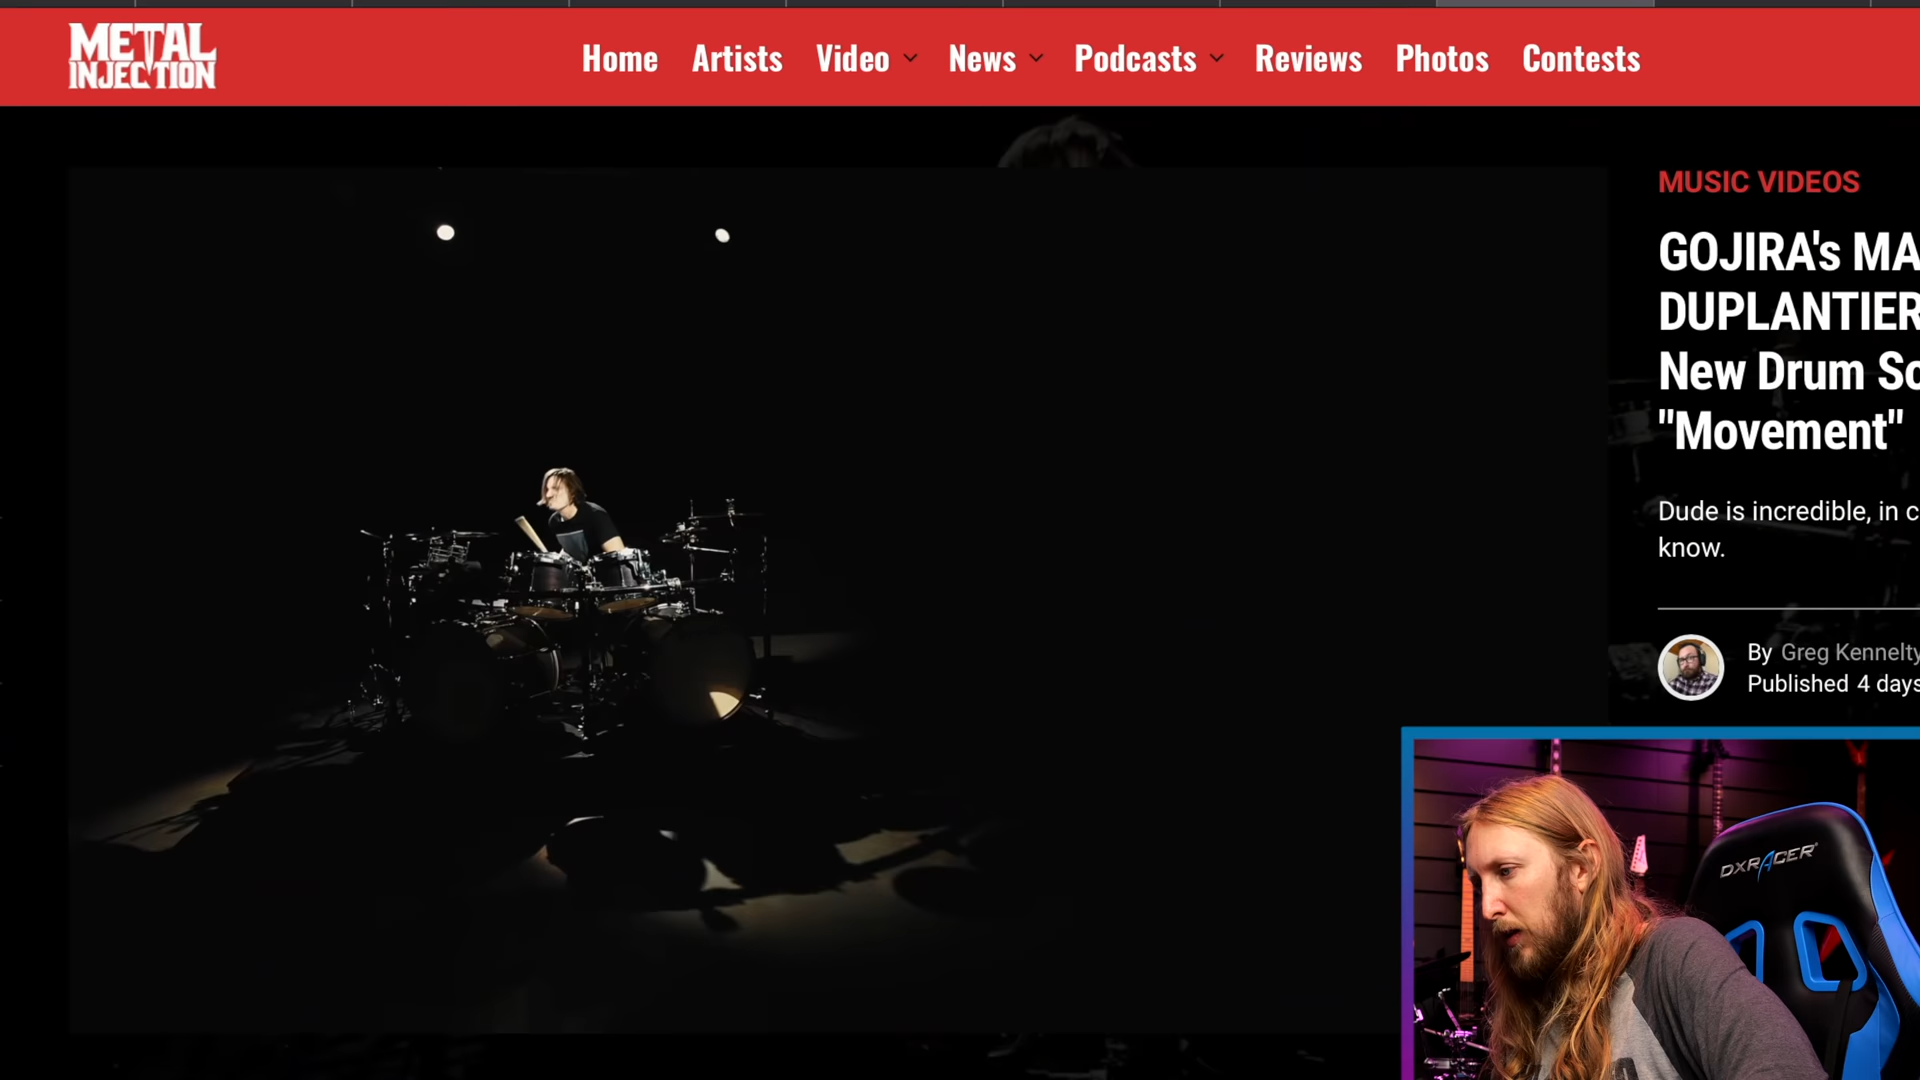 METAL
INJECTION
Home Artists Video News Podcasts Reviews Photos Contests
MUSIC VIDEOS
GOJIRA's MA
DUPLANTIER
New Drum So
"Movement"
Dude is incredible, in c
know.
By Greg Kennelty
Published 4 days
DXRACER